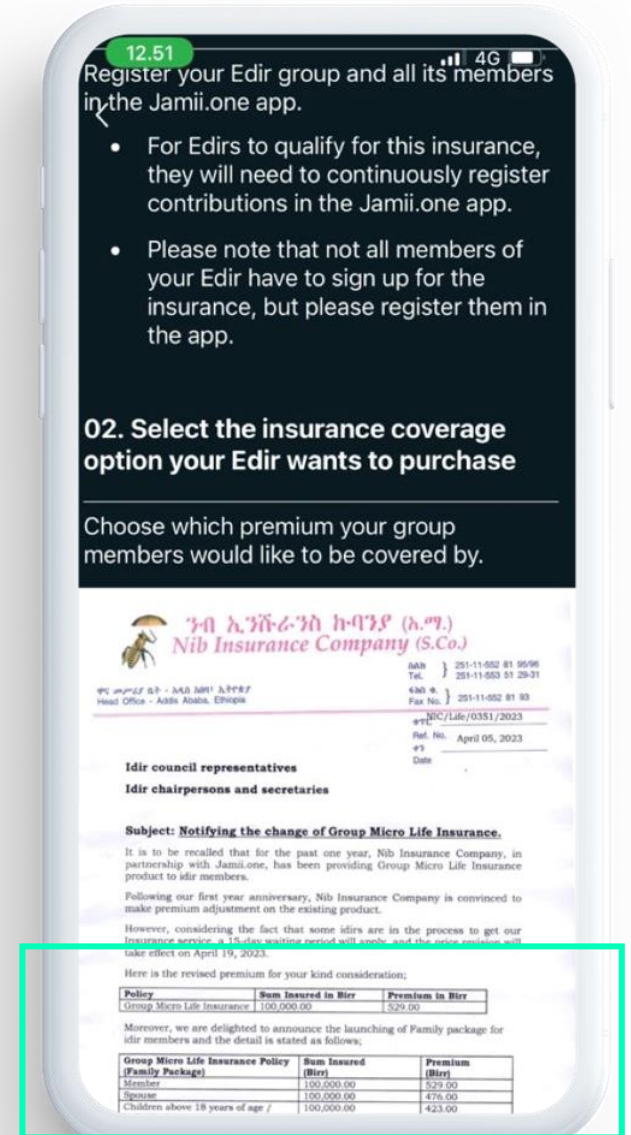 12.51
4G
Register your Edir group and all its members
in the Jamii.one app.
• For Edirs to qualify for this insurance,
they will need to continuously register
contributions in the Jamii.one app.
• Please note that not all members of
your Edir have to sign up for the
insurance, but please register them in
the app.
02. Select the insurance coverage
option your Edir wants to purchase
Choose which premium your group
members would like to be covered by.
ንብ ኢንሹራንስ ኩባንያ (አ.ማ.)
Nib Insurance Company (S.Co.)
ስልክ
Tel.
251-11-552 81 95/96
251-11-553 51 29-31
Fax No.
251-11-552 81 93
Head Office - Addis Ababa, Ethiopia
NIC/Life/0351/2023
Ref. No.
April 05, 2023
ቀን
Date
Idir council representatives
Idir chairpersons and secretaries
Subject: Notifying the change of Group Micro Life Insurance.
It is to be recalled that for the past one year, Nib Insurance Company, in
partnership with Jamii.one, has been providing Group Micro Life Insurance
product to idir members.
Following our first year anniversary, Nib Insurance Company is convinced to
make premium adjustment on the existing product.
However, considering the fact that some idirs are in the process to get our
Insurance service, a 15-day waiting period will apply, and the price revision will
take effect on April 19, 2023.
Here is the revised premium for your kind consideration;
Policy Sum Insured in Birr Premium in Birr
Group Micro Life Insurance 100,000.00 529.00
Moreover, we are delighted to announce the launching of Family package for
idir members and the detail is stated as follows;
Group Micro Life Insurance Policy (Family Package) Sum Insured (Birr) Premium (Birr)
Member 100,000.00 529.00
Spouse 100,000.00 476.00
Children above 18 years of age / 100,000.00 423.00